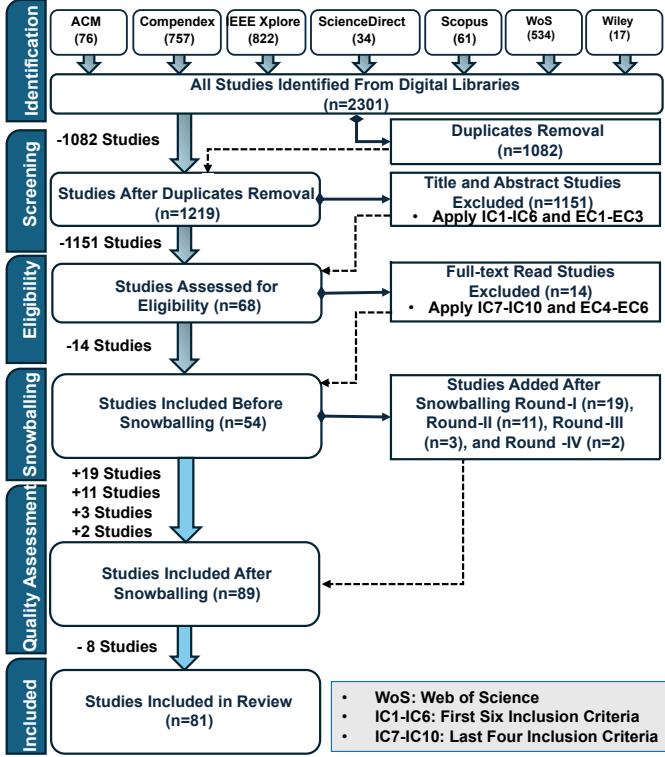 Identification
ACM
(76)
Compendex
(757)
IEEE Xplore
(822)
ScienceDirect
(34)
Scopus
(61)
WoS
(534)
Wiley
(17)
All Studies Identified From Digital Libraries
(n=2301)
Screening
-1082 Studies
Duplicates Removal
(n=1082)
Studies After Duplicates Removal
(n=1219)
Title and Abstract Studies
Excluded (n=1151)
• Apply IC1-IC6 and EC1-EC3
-1151 Studies
Eligibility
Studies Assessed for
Eligibility (n=68)
Full-text Read Studies
Excluded (n=14)
• Apply IC7-IC10 and EC4-EC6
-14 Studies
Snowballing
Studies Included Before
Snowballing (n=54)
Studies Added After
Snowballing Round-I (n=19),
Round-II (n=11), Round-III
(n=3), and Round -IV (n=2)
+19 Studies
+11 Studies
+3 Studies
+2 Studies
Quality Assessment
Studies Included After
Snowballing (n=89)
- 8 Studies
Included
Studies Included in Review
(n=81)
• WoS: Web of Science
• IC1-IC6: First Six Inclusion Criteria
• IC7-IC10: Last Four Inclusion Criteria